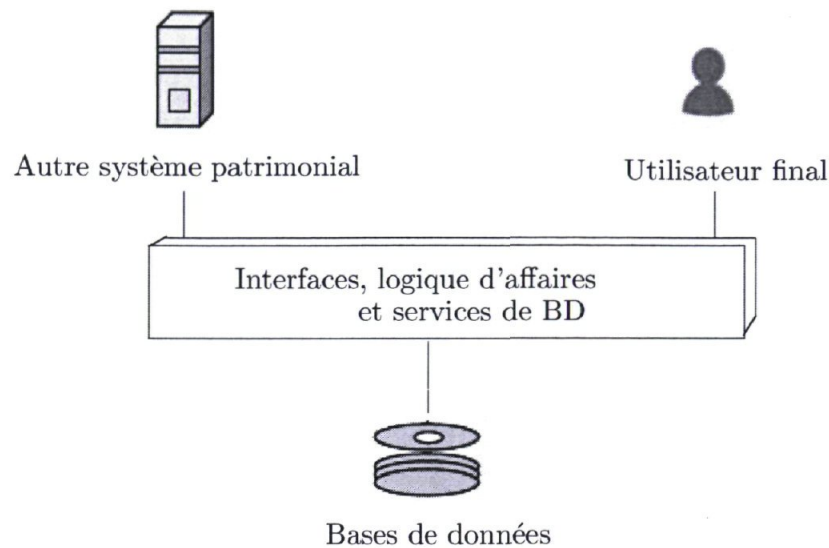 Autre système patrimonial
Utilisateur final
Interfaces, logique d'affaires
et services de BD
Bases de données